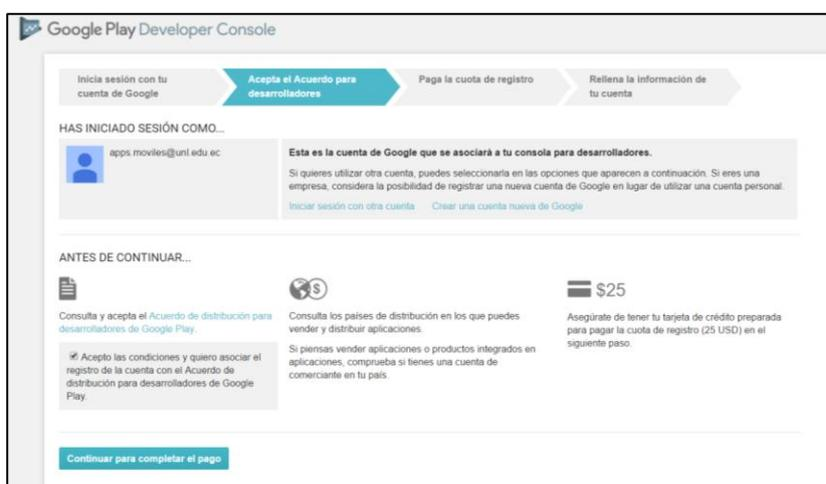 Google Play Developer Console
Inicia sesión con tu
cuenta de Google
Acepta el Acuerdo para
desarrolladores
Paga la cuota de registro
Rellena la información de
tu cuenta
HAS INICIADO SESIÓN COMO...
apps.moviles@unl.edu.ec
Esta es la cuenta de Google que se asociará a tu consola para desarrolladores.
Si quieres utilizar otra cuenta, puedes seleccionarla en las opciones que aparecen a continuación. Si eres una
empresa, considera la posibilidad de registrar una nueva cuenta de Google en lugar de utilizar una cuenta personal.
Iniciar sesión con otra cuenta Crear una cuenta nueva de Google
ANTES DE CONTINUAR...
Consulta y acepta el Acuerdo de distribución para
desarrolladores de Google Play.
Acepto las condiciones y quiero asociar el
registro de la cuenta con el Acuerdo de
distribución para desarrolladores de Google
Play.
$
Consulta los países de distribución en los que puedes
vender y distribuir aplicaciones.
Si piensas vender aplicaciones o productos integrados en
aplicaciones, comprueba si tienes una cuenta de
comerciante en tu país.
$25
Asegúrate de tener tu tarjeta de crédito preparada
para pagar la cuota de registro (25 USD) en el
siguiente paso.
Continuar para completar el pago